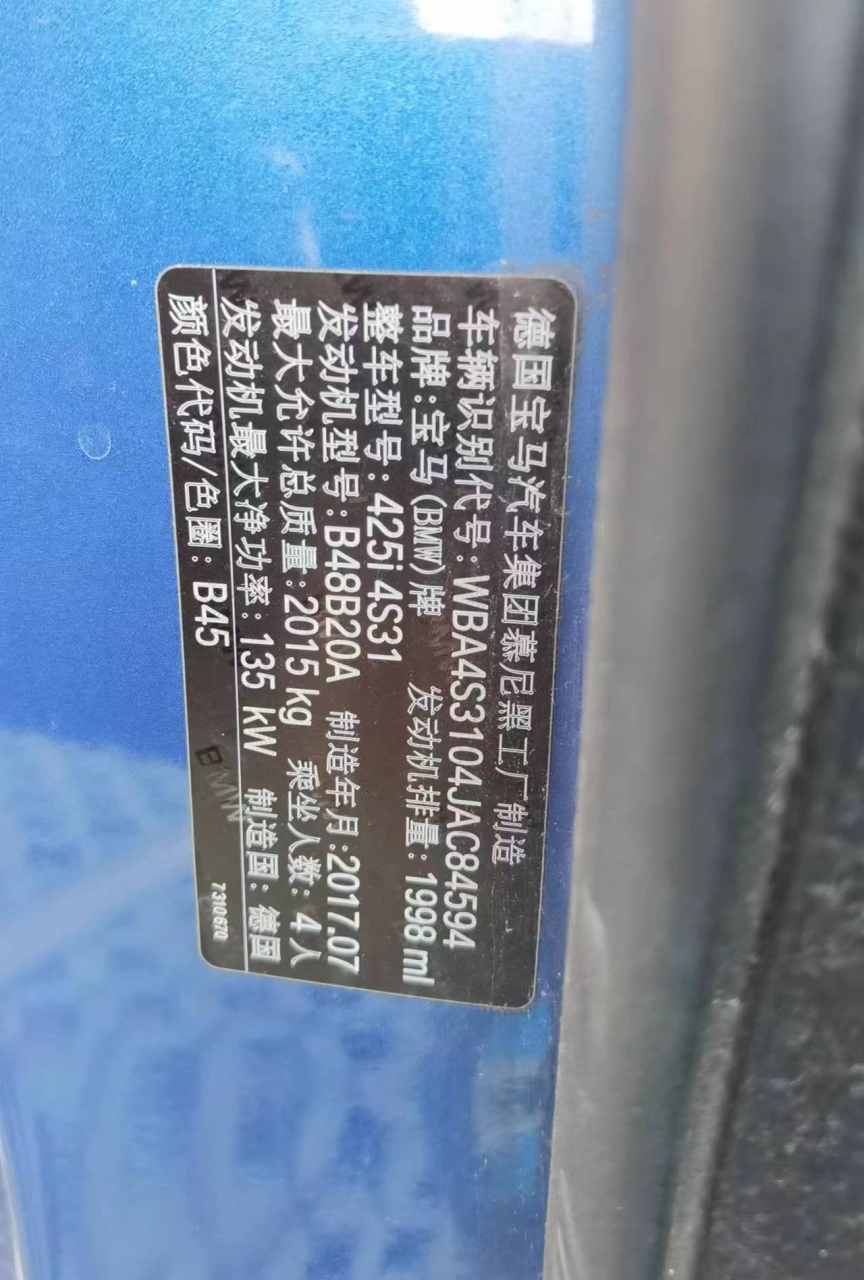 德国宝马汽车集团慕尼黑工厂制造
车辆识别代号：WBA4S3104JAC84594
品牌：宝马(BMW)牌 发动机排量：1998 ml
整车型号：425i 4S31
发动机型号：B48B20A 制造年月：2017.07
最大允许总质量：2015 kg 乘坐人数：4人
发动机最大净功率：135 kW 制造国：德国
颜色代码/色圈：B45
7310670
BMW